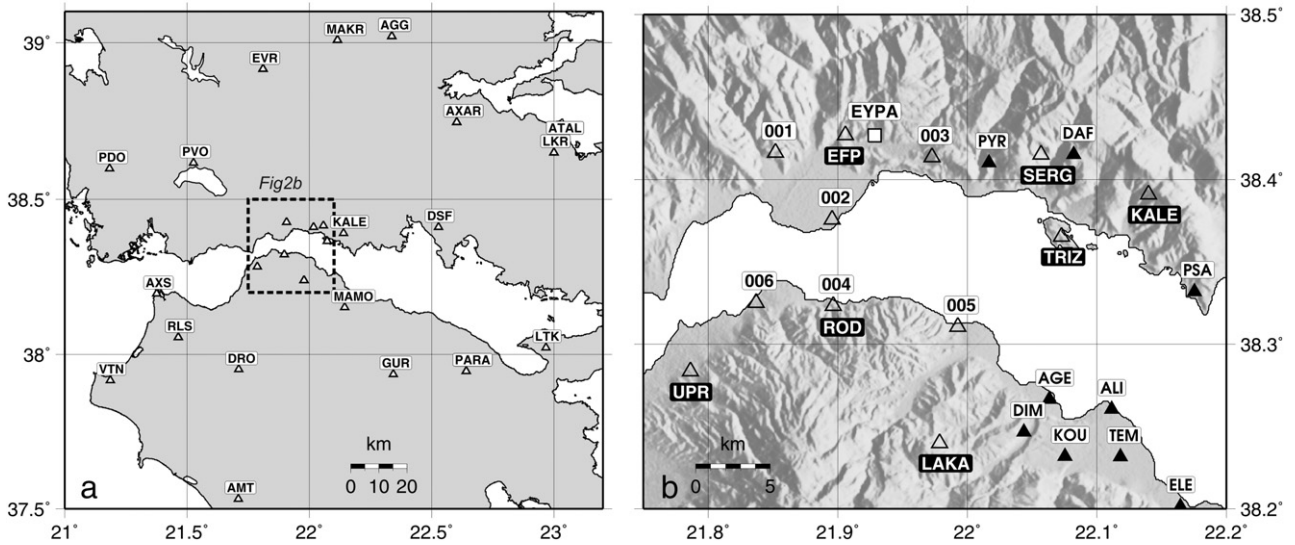 AGG
MAKR
39°
EVR
AXAR
ATAL
LKR
PVO
PDO
38.5°
Fig2b
KALE
DSF
AXS
MAMO
RLS
LTK
38°
DRO
GUR
PARA
VTN
km
0 10 20
AMT
a
37.5°
21° 21.5° 22° 22.5° 23°
38.5°
EYPA
001
003
PYR
DAF
EFP
SERG
38.4°
002
KALE
TRIZ
PSA
006
004
005
ROD
38.3°
UPR
AGE
ALI
DIM
KOU
TEM
LAKA
km
0 5
b
ELE
38.2°
21.8° 21.9° 22° 22.1° 22.2°